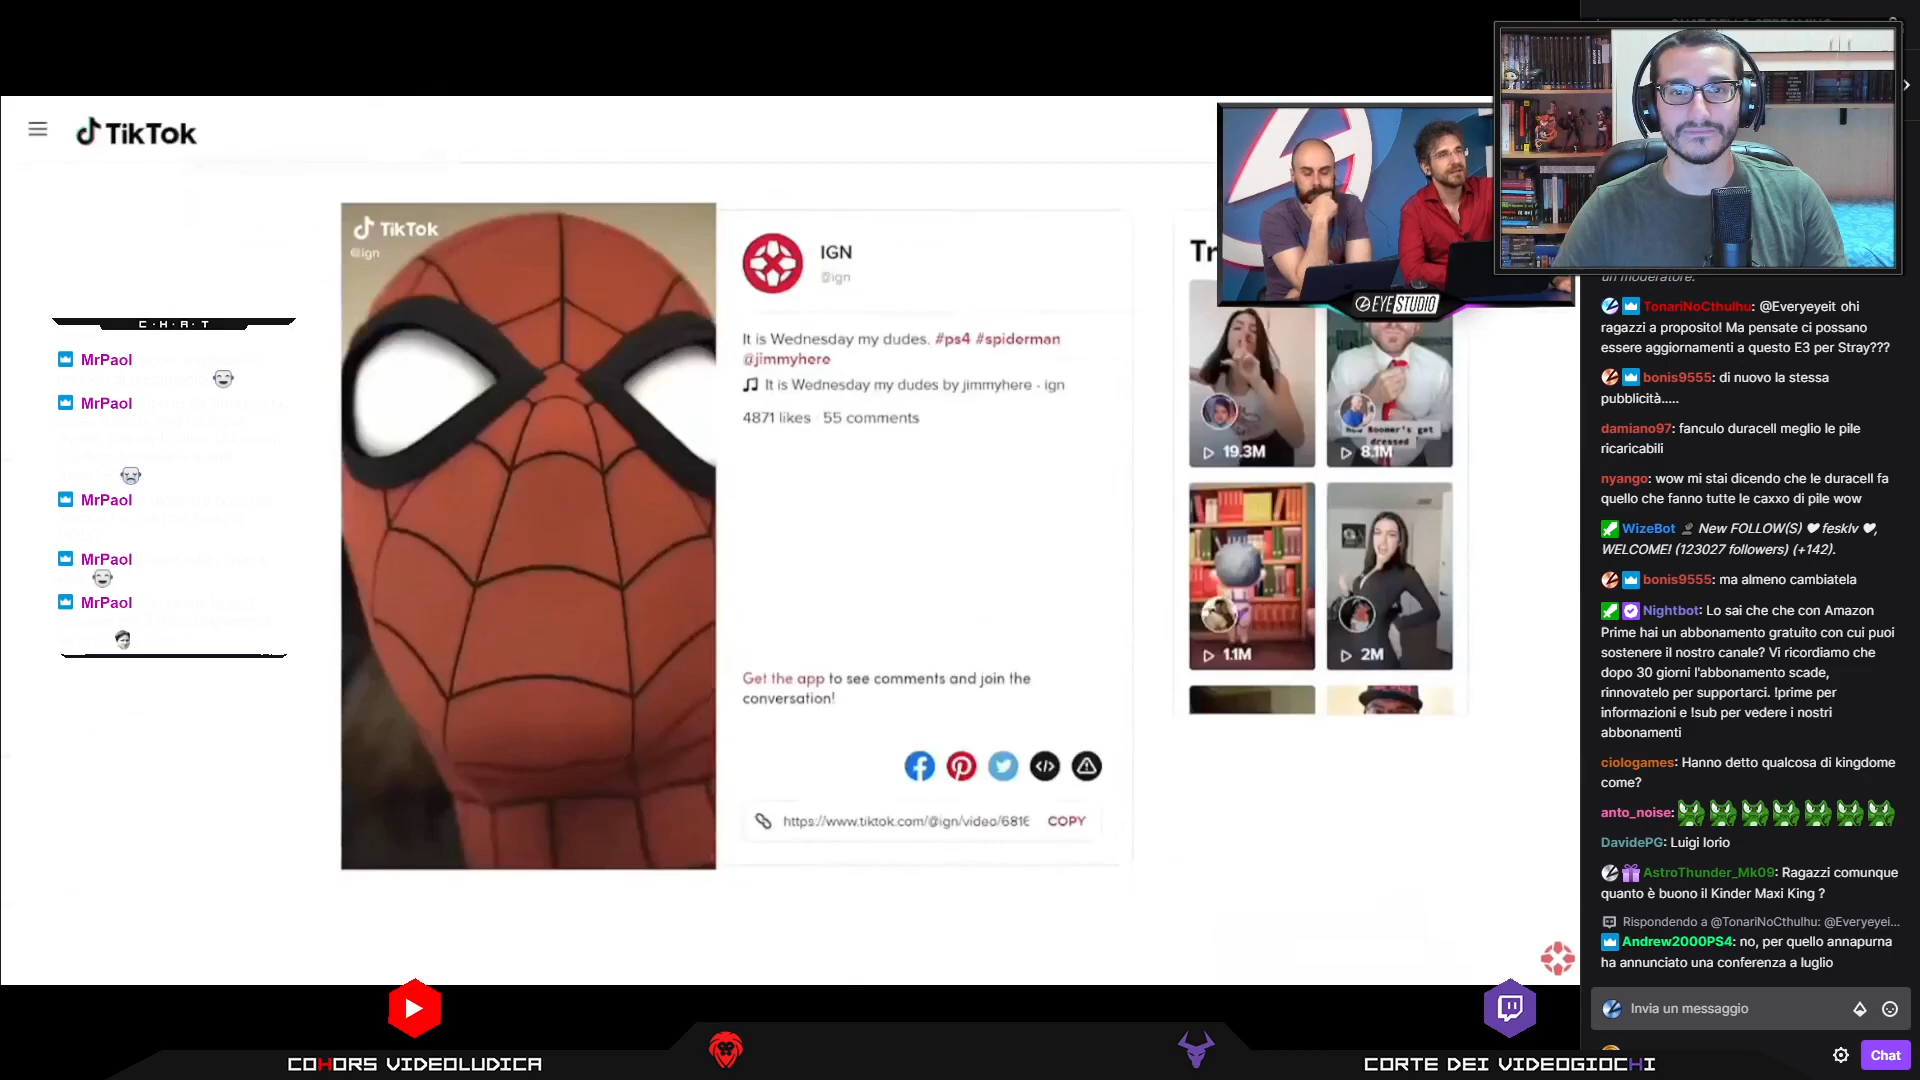 TikTok
TikTok
@ign
IGN
@ign
It is Wednesday my dudes. #ps4 #spiderman
@jimmyhere
It is Wednesday my dudes by jimmyhere - ign
4871 likes · 55 comments
Get the app to see comments and join the
conversation!
https://www.tiktok.com/@ign/video/6816
COPY
Tr
19.3M
how Boomer's get
dressed
8.1M
1.1M
2M
EYE STUDIO
C·H·A·T
MrPaol
MrPaol
MrPaol
MrPaol
MrPaol
un moderatore.
TonariNoCthulhu: @Everyeyeit ohi
ragazzi a proposito! Ma pensate ci possano
essere aggiornamenti a questo E3 per Stray???
bonis9555: di nuovo la stessa
pubblicità.....
damiano97: fanculo duracell meglio le pile
ricaricabili
nyango: wow mi stai dicendo che le duracell fa
quello che fanno tutte le caxxo di pile wow
WizeBot New FOLLOW(S) ♥ fesklv ♥,
WELCOME! (123027 followers) (+142).
bonis9555: ma almeno cambiatela
Nightbot: Lo sai che che con Amazon
Prime hai un abbonamento gratuito con cui puoi
sostenere il nostro canale? Vi ricordiamo che
dopo 30 giorni l'abbonamento scade,
rinnovatelo per supportarci. !prime per
informazioni e !sub per vedere i nostri
abbonamenti
ciologames: Hanno detto qualcosa di kingdome
come?
anto_noise:
DavidePG: Luigi Iorio
AstroThunder_Mk09: Ragazzi comunque
quanto è buono il Kinder Maxi King ?
Rispondendo a @TonariNoCthulhu: @Everyeyei...
Andrew2000PS4: no, per quello annapurna
ha annunciato una conferenza a luglio
Invia un messaggio
Chat
COHORS VIDEOLUDICA
CORTE DEI VIDEOGIOCHI